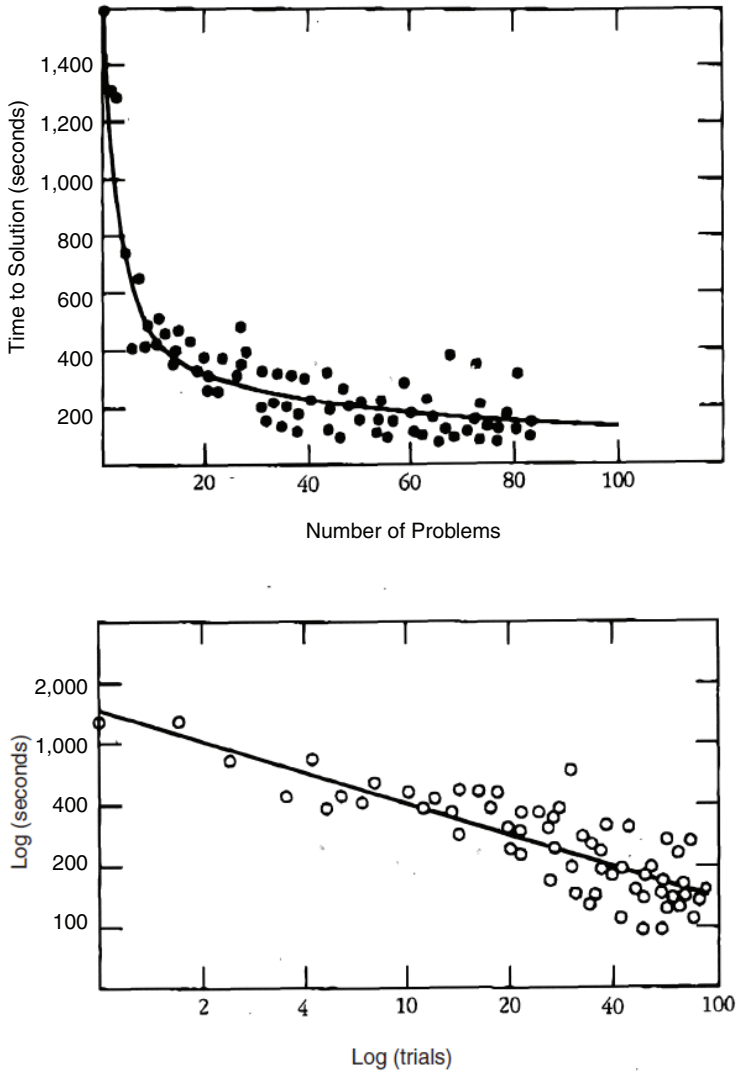 Time to Solution (seconds)
1,400
1,200
1,000
800
600
400
200
20 40 60 80 100
Number of Problems
Log (seconds)
2,000
1,000
400
200
100
2 4 10 20 40 100
Log (trials)